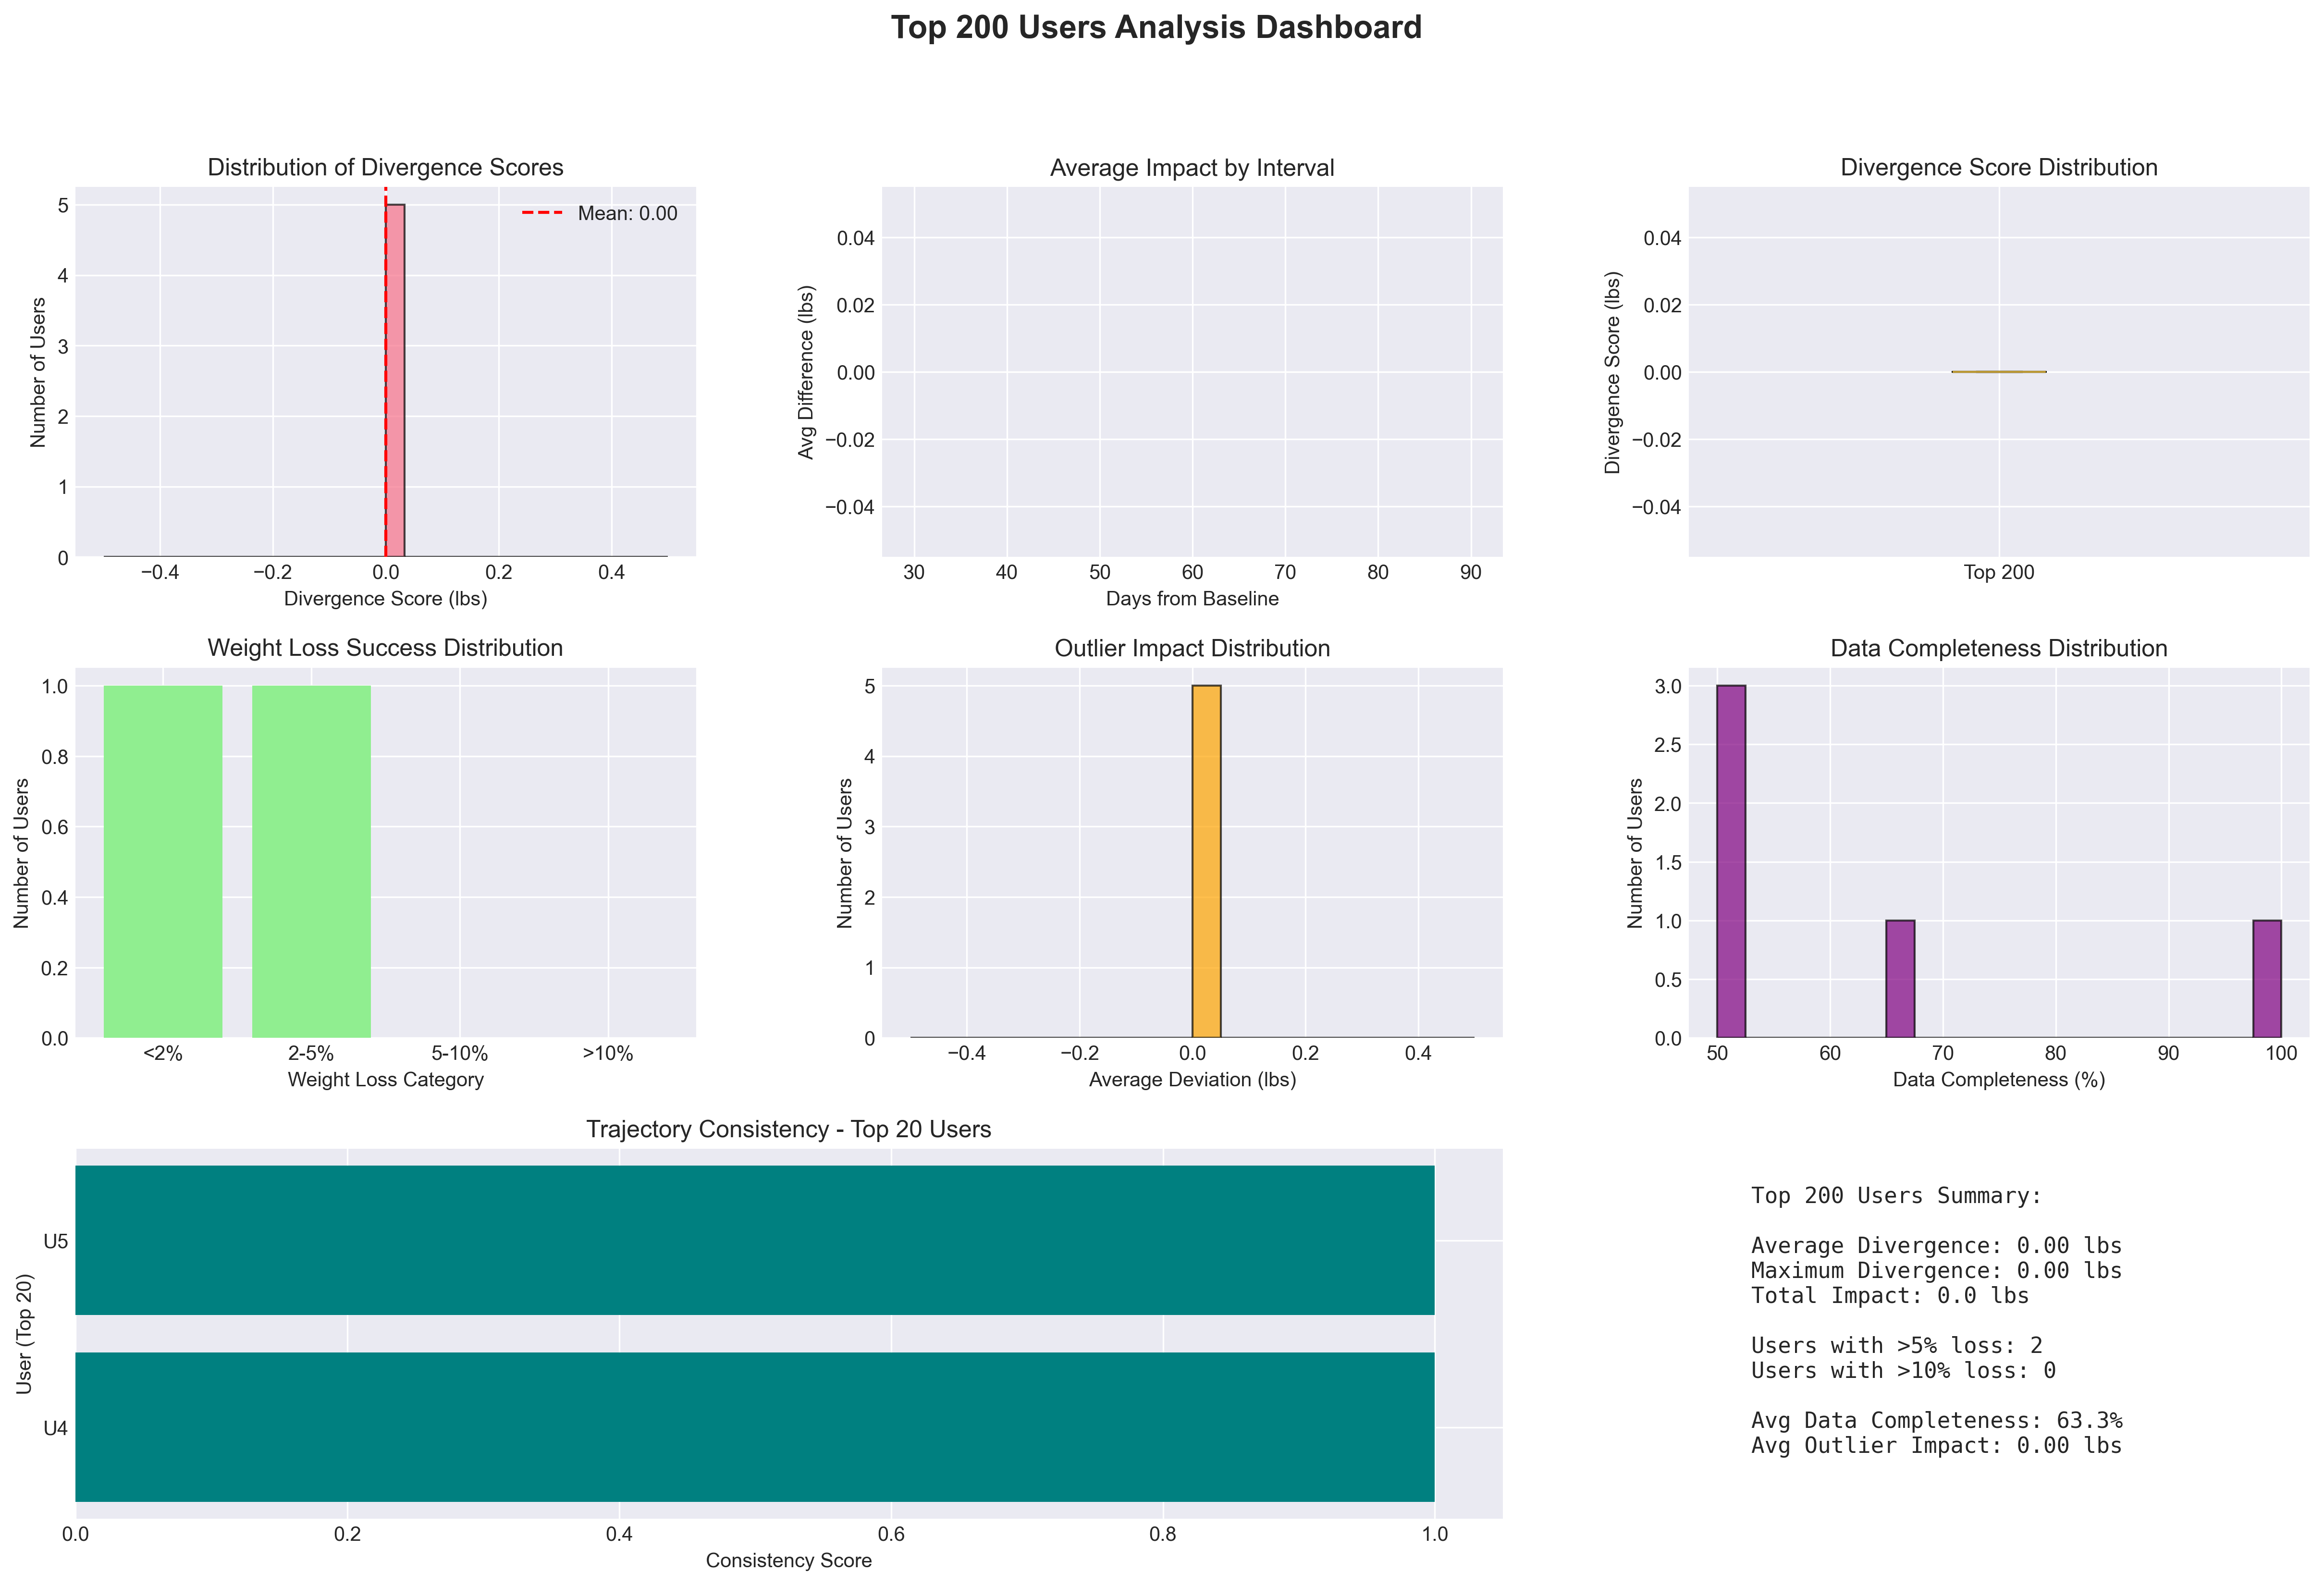 Top 200 Users Analysis Dashboard
Distribution of Divergence Scores
Number of Users
5
4
3
2
1
0
Mean: 0.00
−0.4 −0.2 0.0 0.2 0.4
Divergence Score (lbs)
Average Impact by Interval
Avg Difference (lbs)
0.04
0.02
0.00
−0.02
−0.04
30 40 50 60 70 80 90
Days from Baseline
Divergence Score Distribution
Divergence Score (lbs)
0.04
0.02
0.00
−0.02
−0.04
Top 200
Weight Loss Success Distribution
Number of Users
1.0
0.8
0.6
0.4
0.2
0.0
<2% 2-5% 5-10% >10%
Weight Loss Category
Outlier Impact Distribution
Number of Users
5
4
3
2
1
0
−0.4 −0.2 0.0 0.2 0.4
Average Deviation (lbs)
Data Completeness Distribution
Number of Users
3.0
2.5
2.0
1.5
1.0
0.5
0.0
50 60 70 80 90 100
Data Completeness (%)
Trajectory Consistency - Top 20 Users
User (Top 20)
U5
U4
0.0 0.2 0.4 0.6 0.8 1.0
Consistency Score
Top 200 Users Summary:
Average Divergence: 0.00 lbs
Maximum Divergence: 0.00 lbs
Total Impact: 0.0 lbs
Users with >5% loss: 2
Users with >10% loss: 0
Avg Data Completeness: 63.3%
Avg Outlier Impact: 0.00 lbs